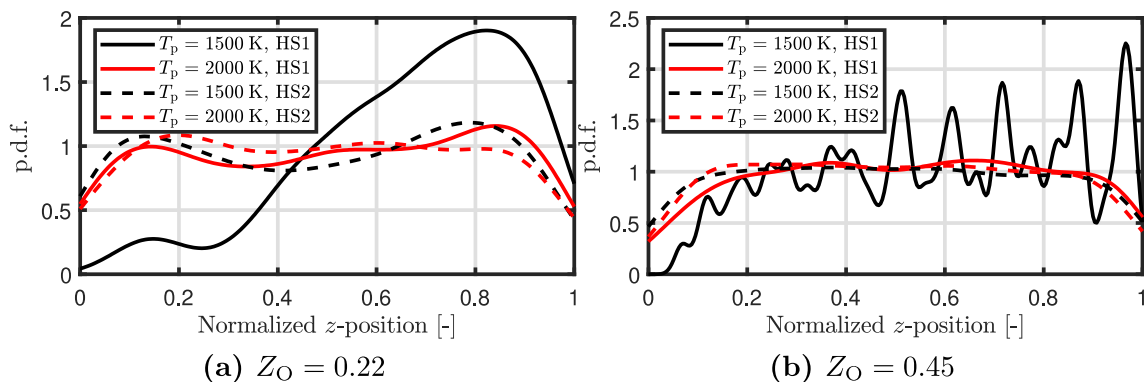 2
1.5
1
0.5
0
p.d.f.
T_p = 1500 K, HS1
T_p = 2000 K, HS1
T_p = 1500 K, HS2
T_p = 2000 K, HS2
0 0.2 0.4 0.6 0.8 1
Normalized z-position [-]
(a) Z_O = 0.22
2.5
2
1.5
1
0.5
0
p.d.f.
T_p = 1500 K, HS1
T_p = 2000 K, HS1
T_p = 1500 K, HS2
T_p = 2000 K, HS2
0 0.2 0.4 0.6 0.8 1
Normalized z-position [-]
(b) Z_O = 0.45